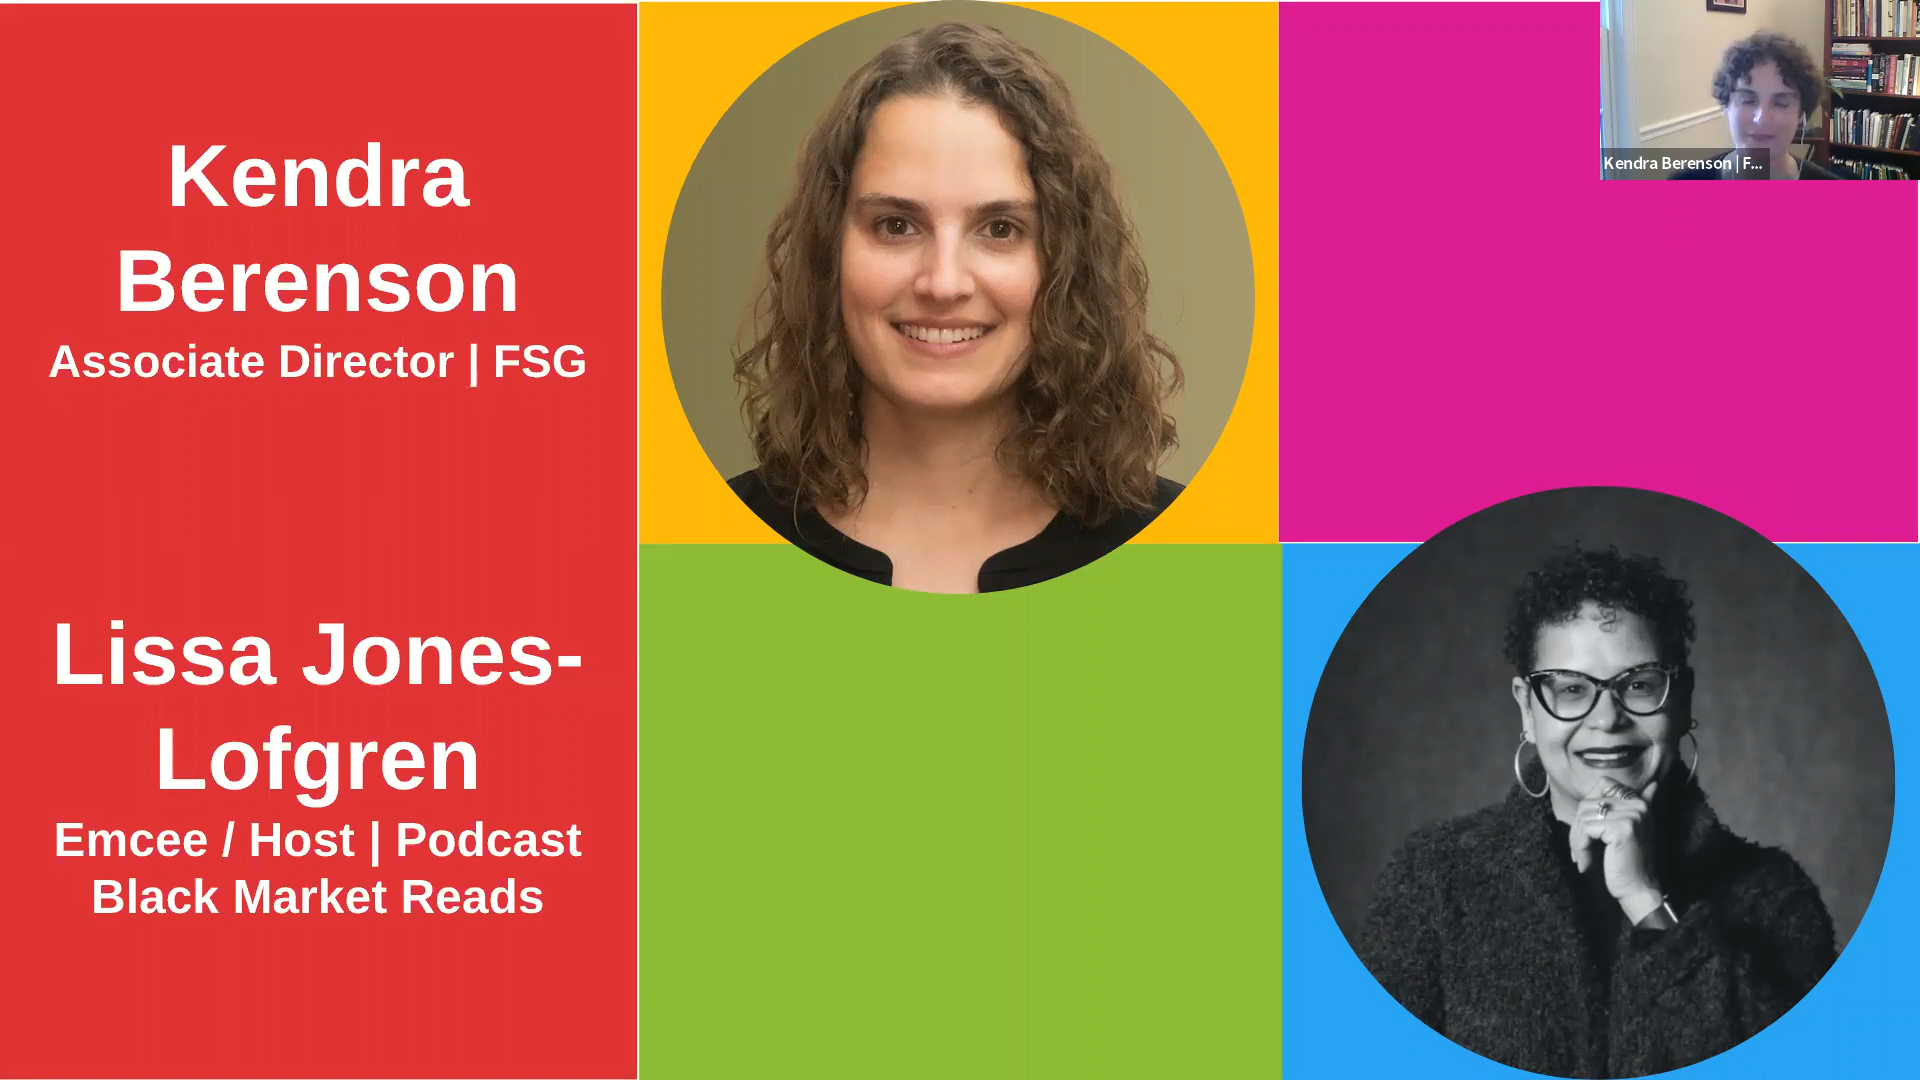 Kendra
Berenson
Associate Director | FSG
Lissa Jones-
Lofgren
Emcee / Host | Podcast
Black Market Reads
Kendra Berenson | F...